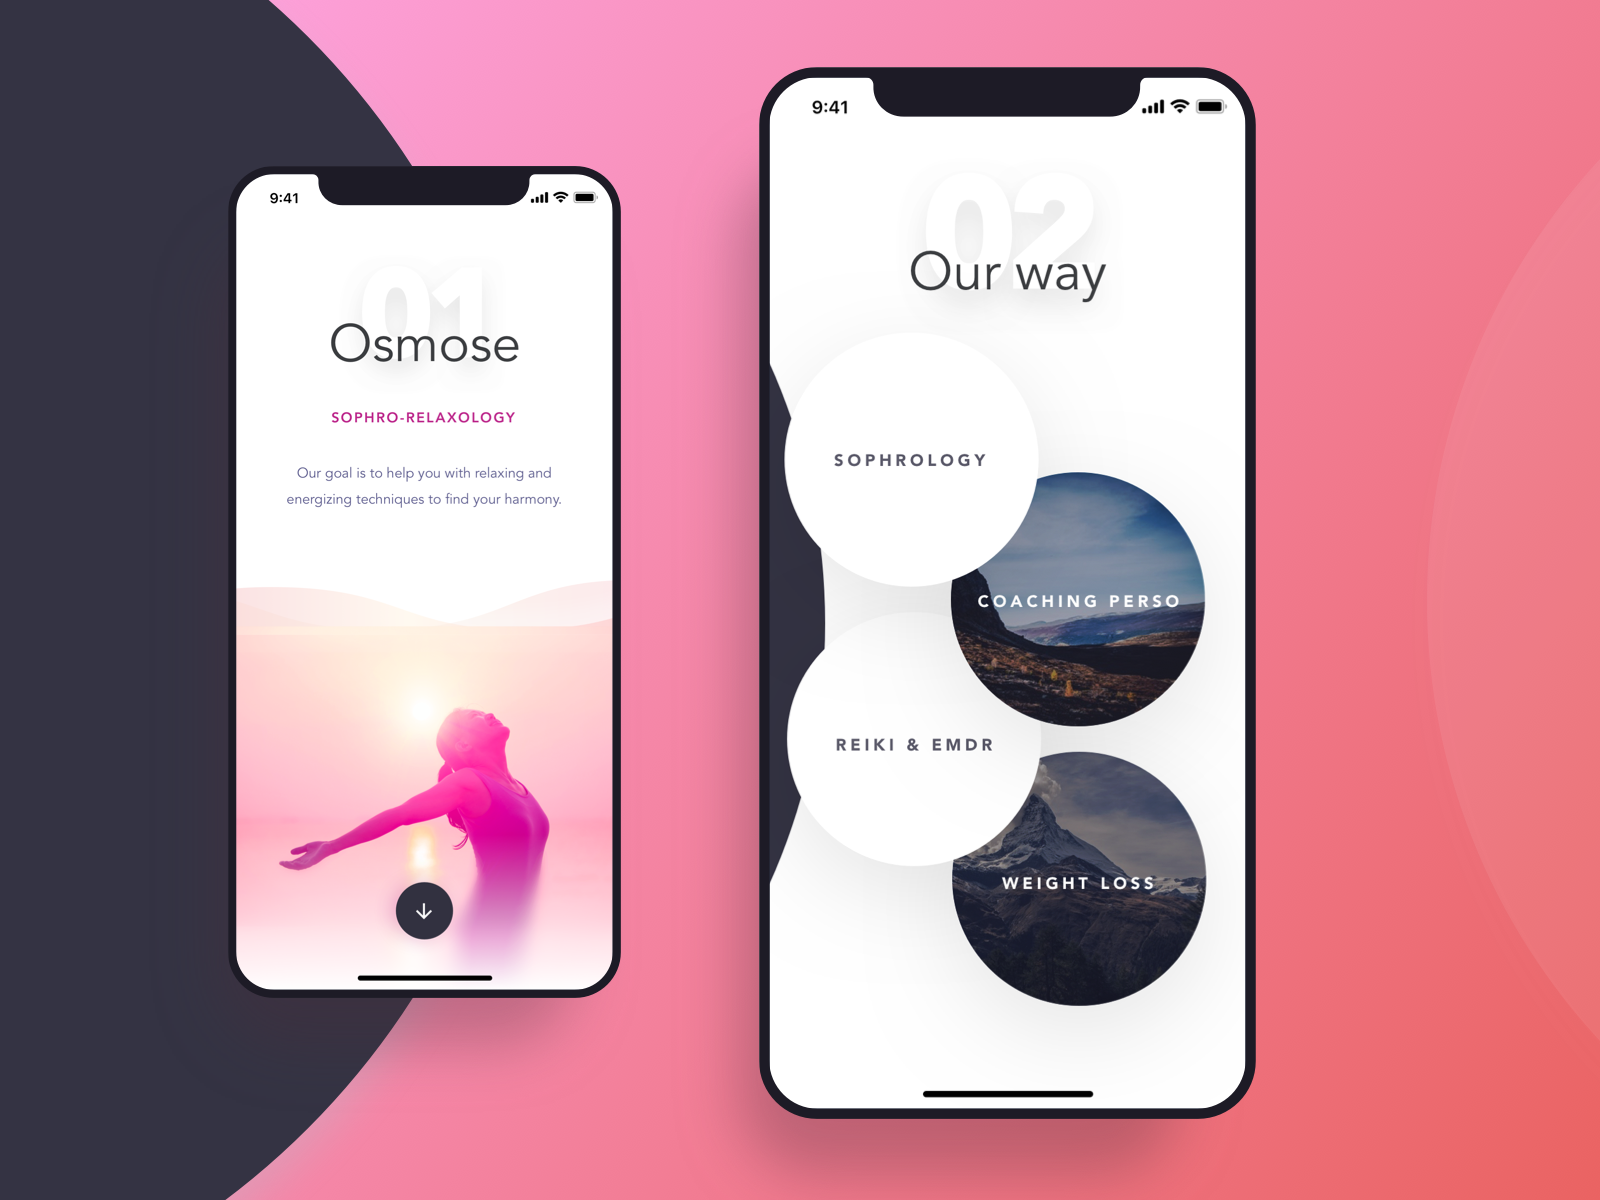 9:41
01
Osmose
SOPHRO-RELAXOLOGY
Our goal is to help you with relaxing and
energizing techniques to find your harmony.
9:41
02
Our way
SOPHROLOGY
COACHING PERSO
REIKI & EMDR
WEIGHT LOSS